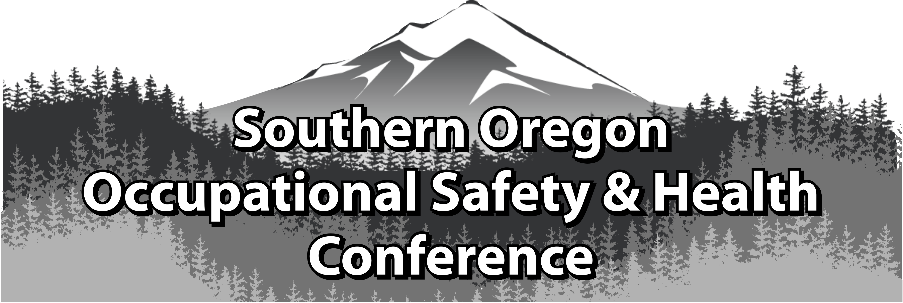 Southern Oregon
Occupational Safety & Health
Conference